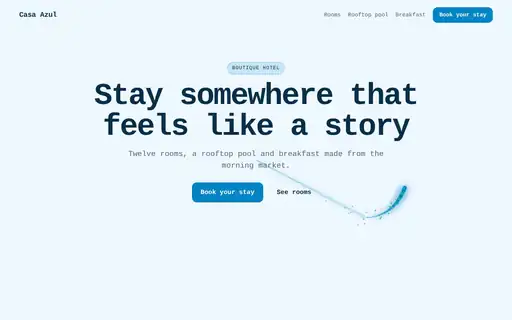 Casa Azul
Rooms Rooftop pool Breakfast Book your stay
BOUTIQUE HOTEL
Stay somewhere that
feels like a story
Twelve rooms, a rooftop pool and breakfast made from the
morning market.
Book your stay See rooms